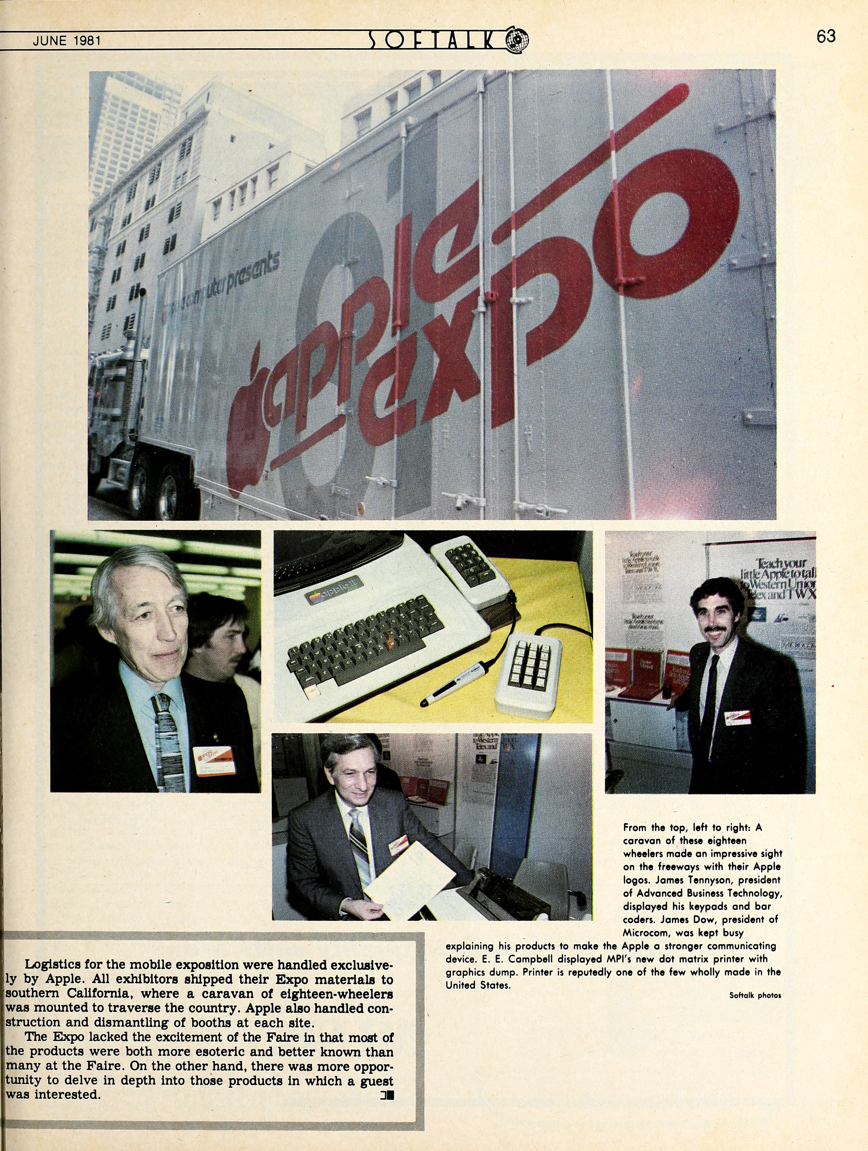 JUNE 1981
SOFTALK
63
computer presents
81
apple
expo
apple
Teach your
little Apple to talk
to Western Union
Telex and TWX
From the top, left to right: A
caravan of these eighteen
wheelers made an impressive sight
on the freeways with their Apple
logos. James Tennyson, president
of Advanced Business Technology,
displayed his keypads and bar
coders. James Dow, president of
Microcom, was kept busy
explaining his products to make the Apple a stronger communicating
device. E. E. Campbell displayed MPI's new dot matrix printer with
graphics dump. Printer is reputedly one of the few wholly made in the
United States.
Softalk photos
Logistics for the mobile exposition were handled exclusive-
ly by Apple. All exhibitors shipped their Expo materials to
southern California, where a caravan of eighteen-wheelers
was mounted to traverse the country. Apple also handled con-
struction and dismantling of booths at each site.
The Expo lacked the excitement of the Faire in that most of
the products were both more esoteric and better known than
many at the Faire. On the other hand, there was more oppor-
tunity to delve in depth into those products in which a guest
was interested.